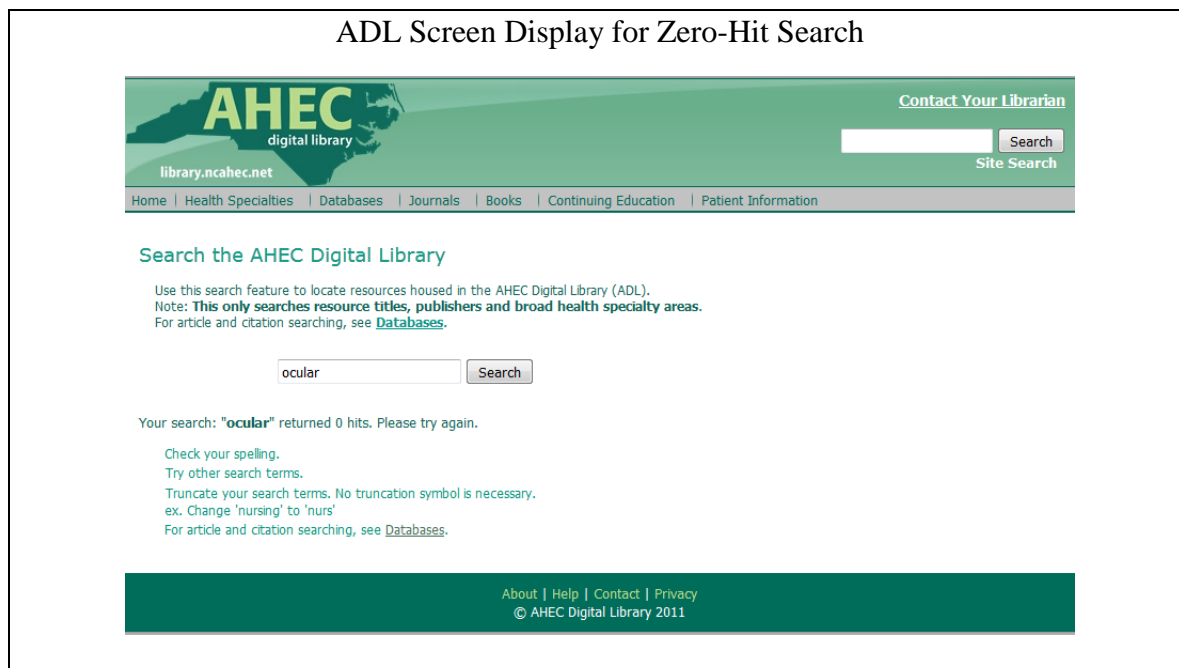 ADL Screen Display for Zero-Hit Search
AHEC
digital library
library.ncahec.net
Contact Your Librarian
Search
Site Search
Home | Health Specialties | Databases | Journals | Books | Continuing Education | Patient Information
Search the AHEC Digital Library
Use this search feature to locate resources housed in the AHEC Digital Library (ADL).
Note: This only searches resource titles, publishers and broad health specialty areas.
For article and citation searching, see Databases.
ocular Search
Your search: "ocular" returned 0 hits. Please try again.
Check your spelling.
Try other search terms.
Truncate your search terms. No truncation symbol is necessary.
ex. Change 'nursing' to 'nurs'
For article and citation searching, see Databases.
About | Help | Contact | Privacy
© AHEC Digital Library 2011